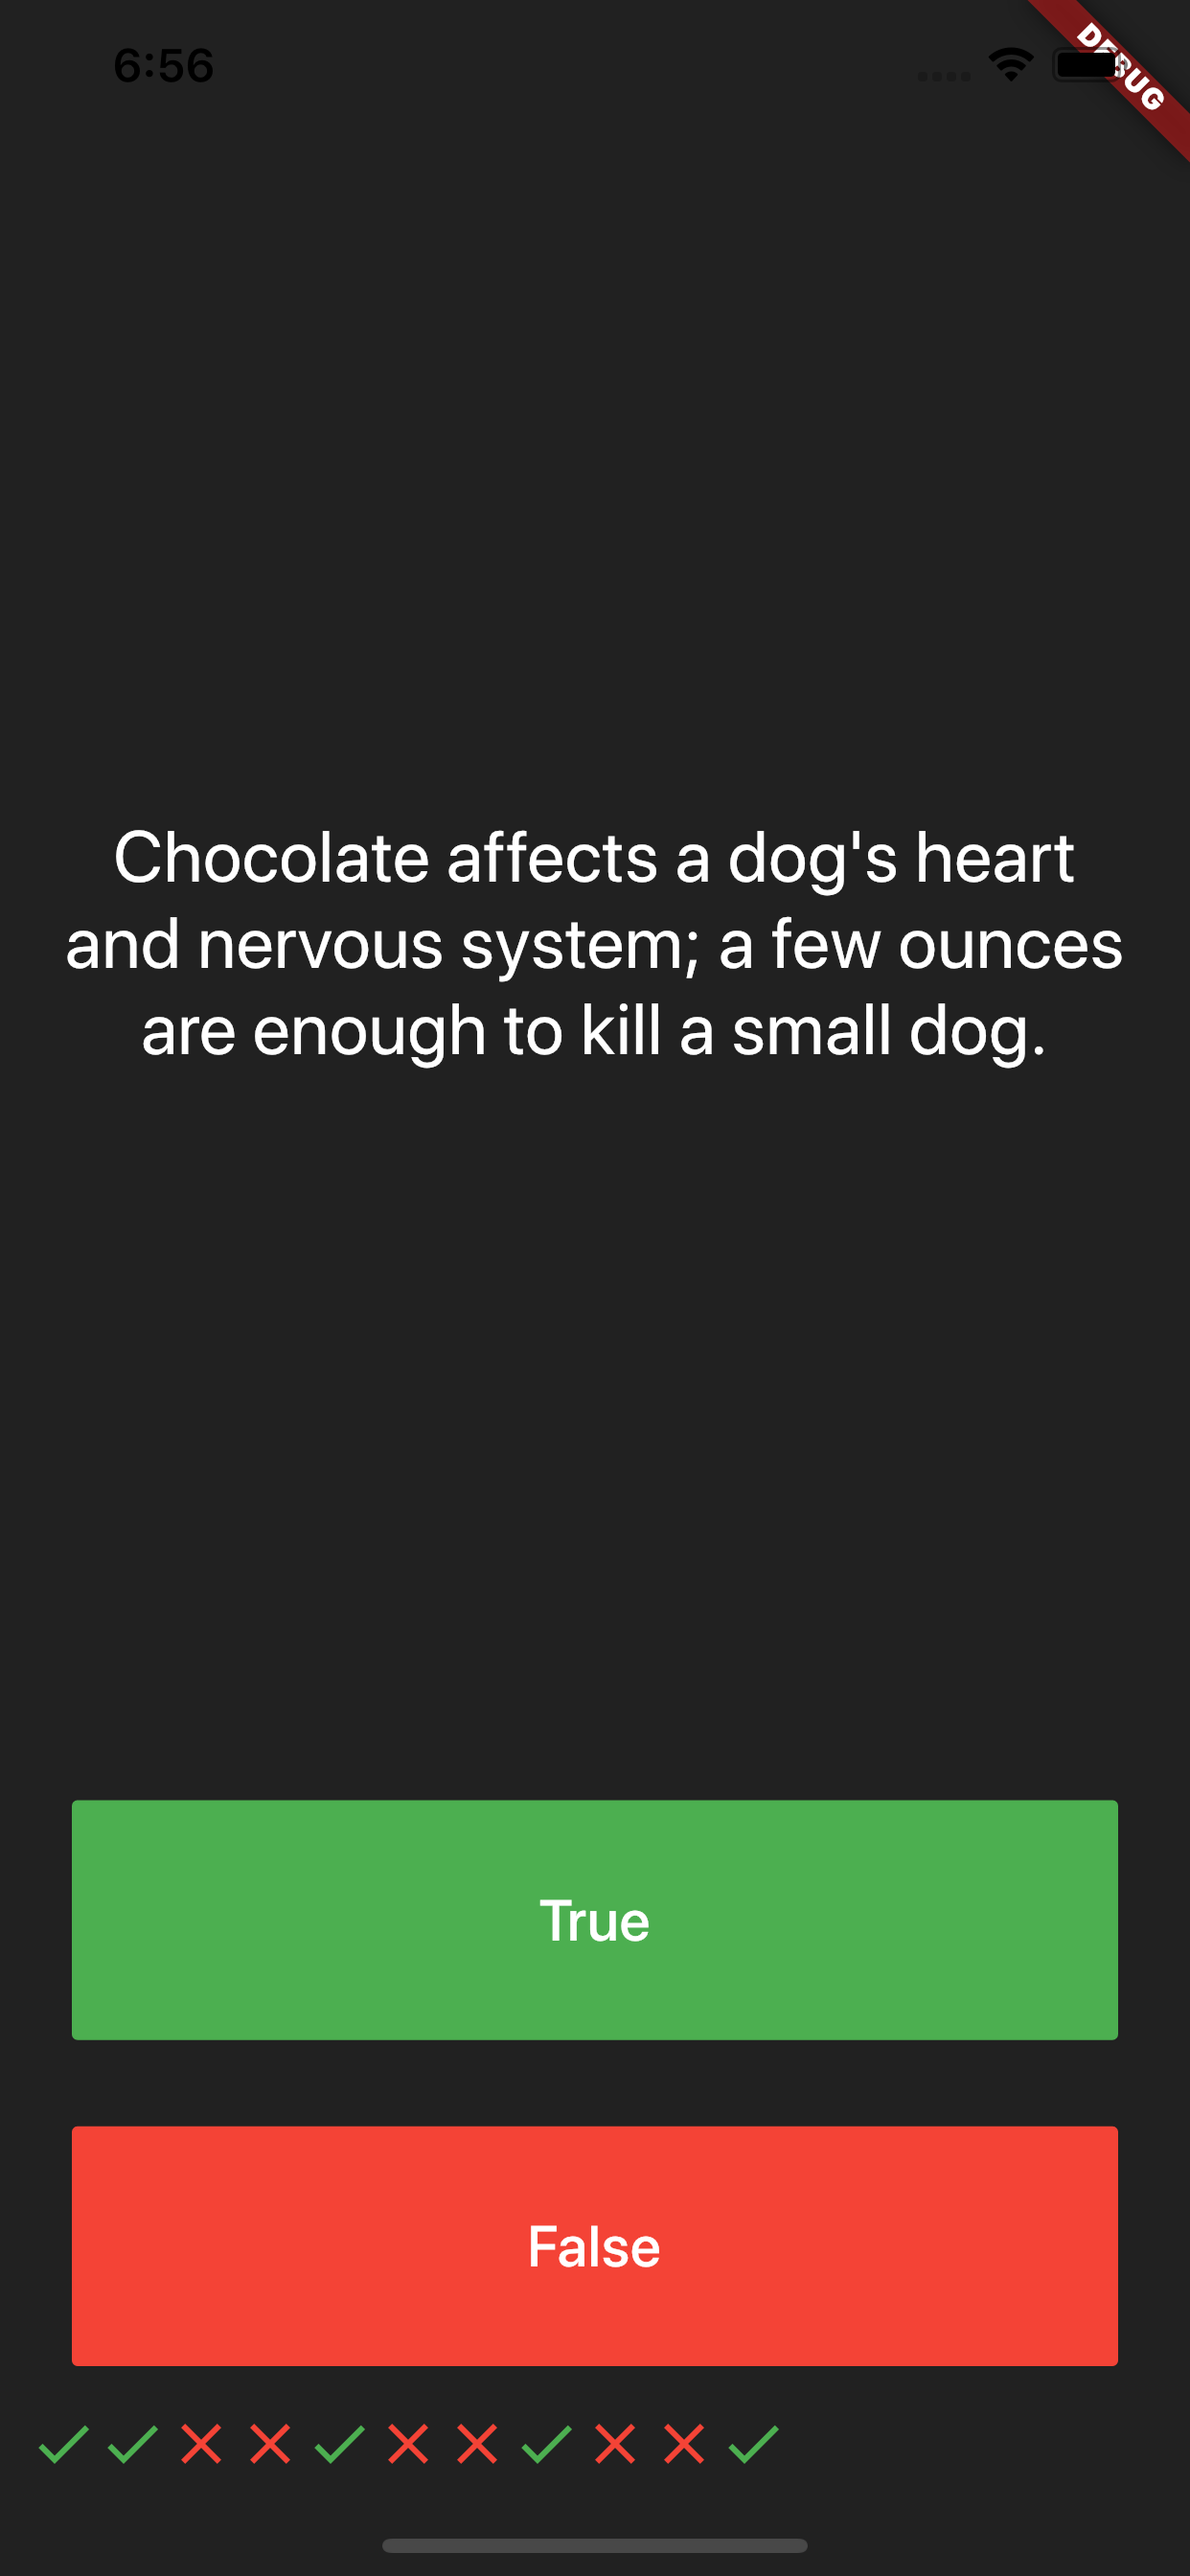 6:56
DEBUG
Chocolate affects a dog's heart
and nervous system; a few ounces
are enough to kill a small dog.
True
False